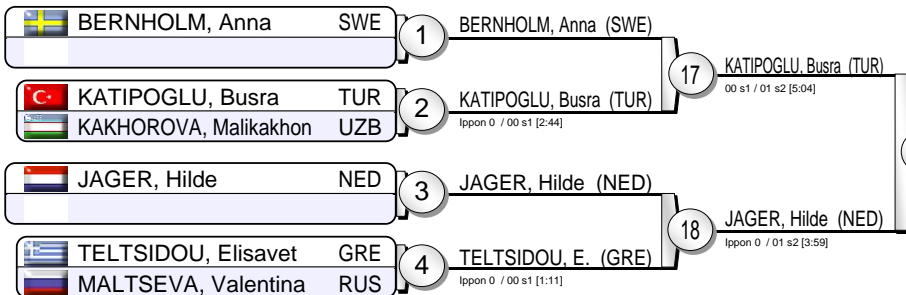 BERNHOLM, Anna SWE
1
BERNHOLM, Anna (SWE)
17
KATIPOGLU, Busra (TUR)
00 s1 / 01 s2 [5:04]
KATIPOGLU, Busra TUR
KAKHOROVA, Malikakhon UZB
2
KATIPOGLU, Busra (TUR)
Ippon 0 / 00 s1 [2:44]
JAGER, Hilde NED
3
JAGER, Hilde (NED)
18
JAGER, Hilde (NED)
Ippon 0 / 01 s2 [3:59]
TELTSIDOU, Elisavet GRE
MALTSEVA, Valentina RUS
4
TELTSIDOU, E. (GRE)
Ippon 0 / 00 s1 [1:11]